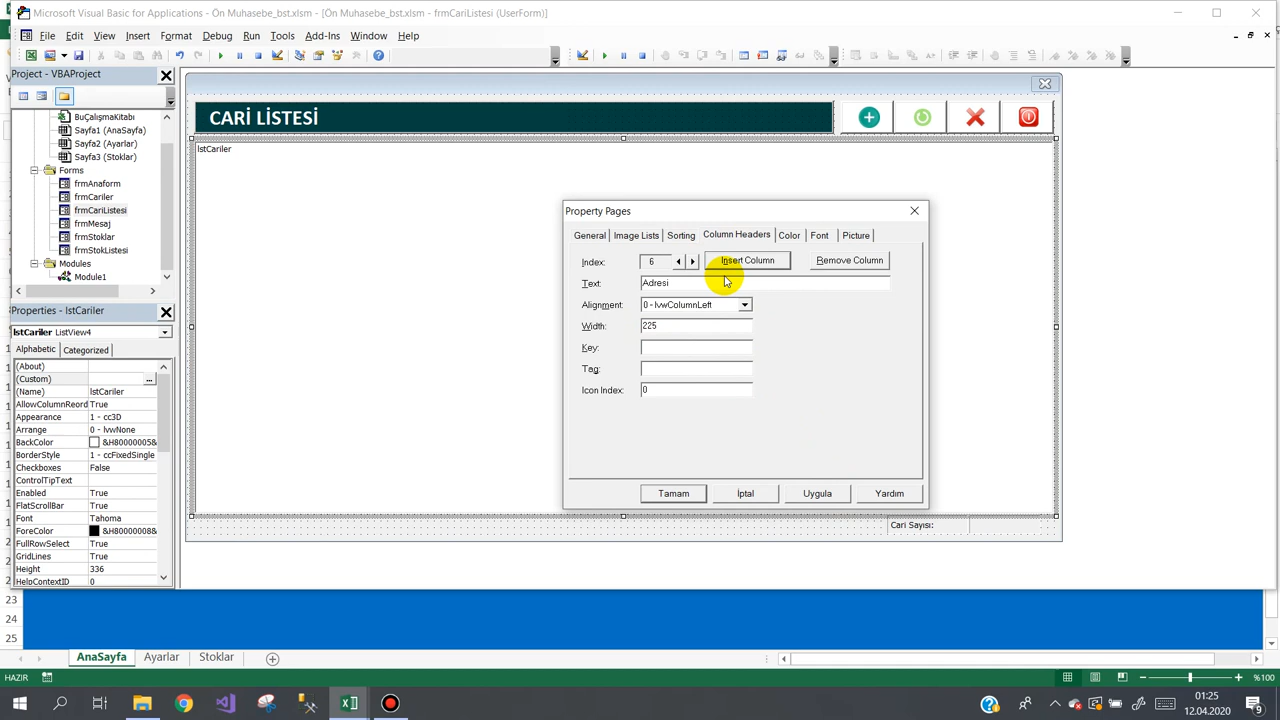 Microsoft Visual Basic for Applications - Ön Muhasebe_bst.xlsm - [Ön Muhasebe_bst.xlsm - frmCariListesi (UserForm)]
File Edit View Insert Format Debug Run Tools Add-Ins Window Help
Project - VBAProject
BuÇalışmaKitabı
Sayfa1 (AnaSayfa)
Sayfa2 (Ayarlar)
Sayfa3 (Stoklar)
Forms
frmAnaform
frmCariler
frmCariListesi
frmMesaj
frmStoklar
frmStokListesi
Modules
Module1
Properties - lstCariler
lstCariler ListView4
Alphabetic Categorized
(About)
(Custom) ...
(Name) lstCariler
AllowColumnReord True
Appearance 1 - cc3D
Arrange 0 - lvwNone
BackColor &H80000005&
BorderStyle 1 - ccFixedSingle
Checkboxes False
ControlTipText
Enabled True
FlatScrollBar True
Font Tahoma
ForeColor &H80000008&
FullRowSelect True
GridLines True
Height 336
HelpContextID 0
CARİ LİSTESİ
lstCariler
Property Pages
General Image Lists Sorting Column Headers Color Font Picture
Index: 6 Insert Column Remove Column
Text: Adresi
Alignment: 0 - lvwColumnLeft
Width: 225
Key:
Tag:
Icon Index: 0
Tamam İptal Uygula Yardım
Cari Sayısı:
23
24
25
AnaSayfa Ayarlar Stoklar
HAZIR %100
01:25
12.04.2020